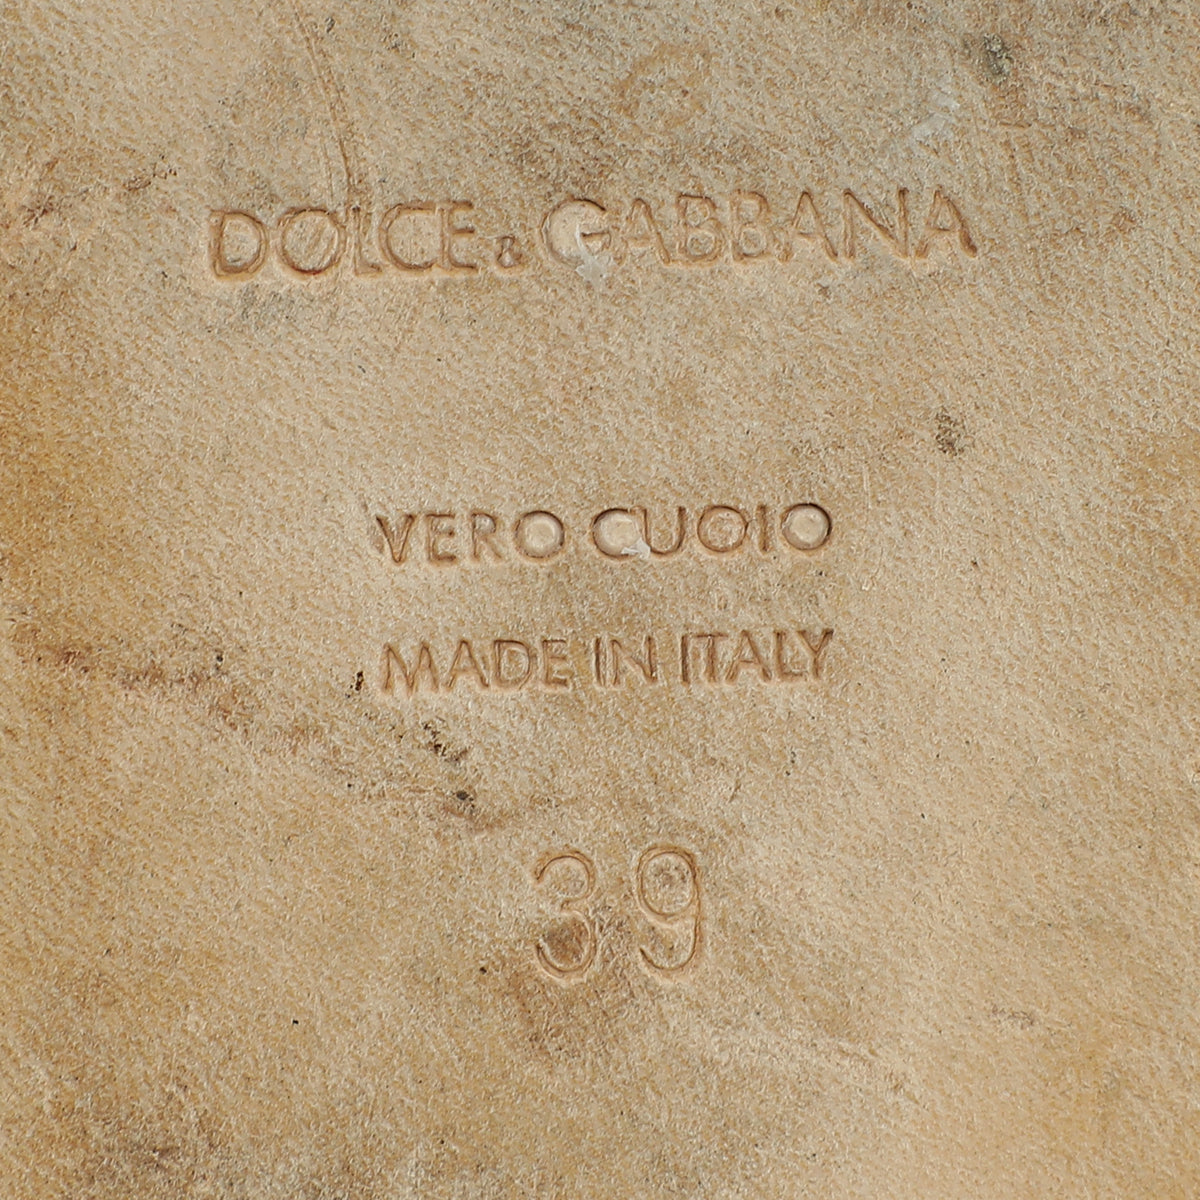 DOLCE & GABBANA
VERO CUOIO
MADE IN ITALY
39